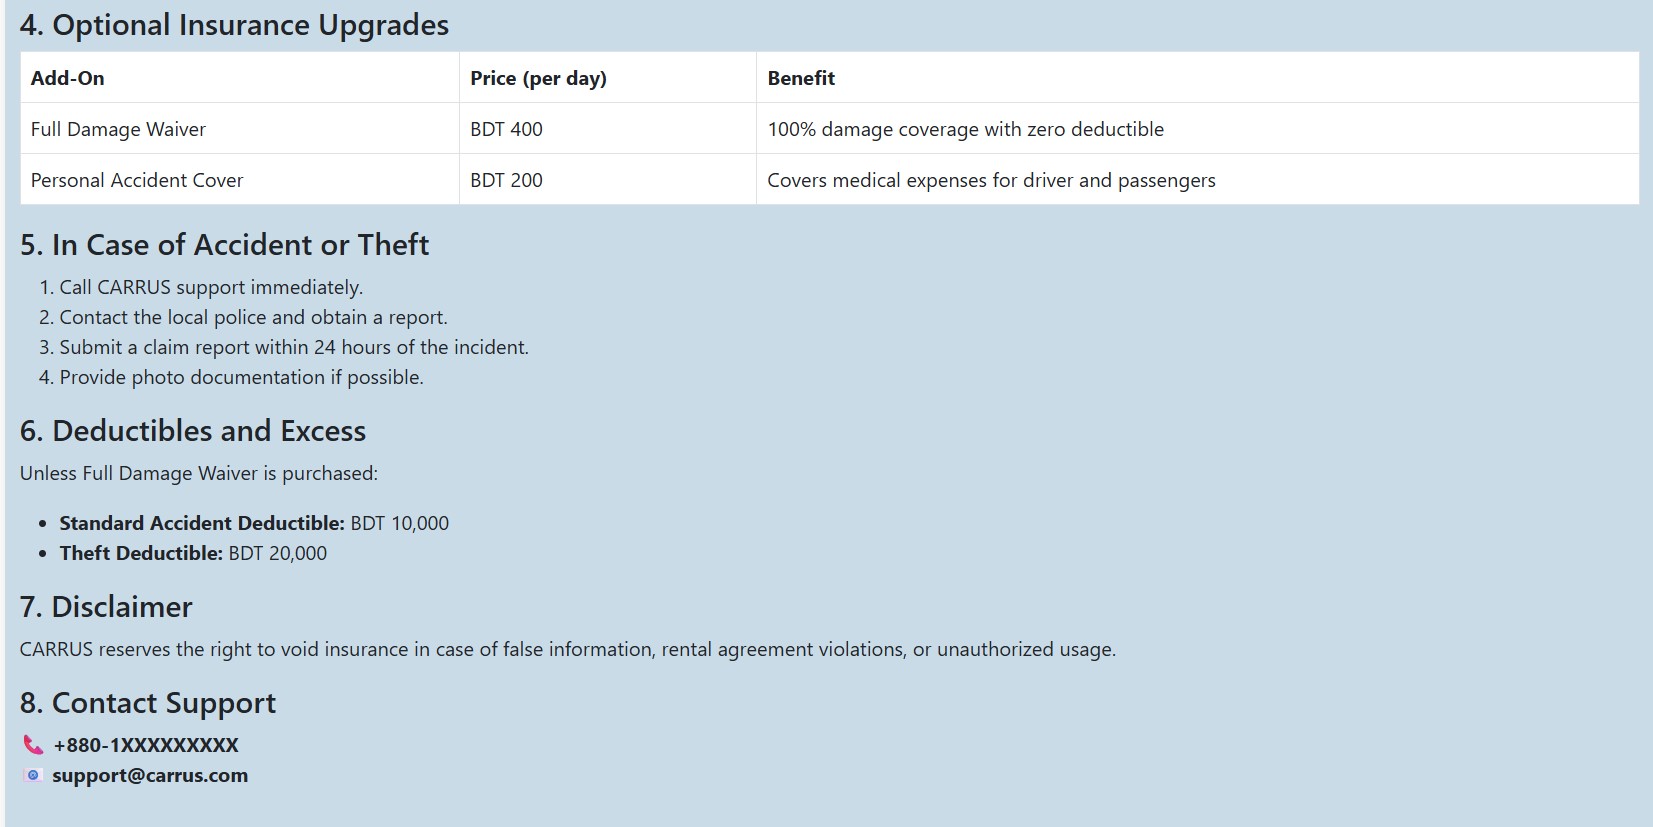 4. Optional Insurance Upgrades
Add-On Price (per day) Benefit
Full Damage Waiver BDT 400 100% damage coverage with zero deductible
Personal Accident Cover BDT 200 Covers medical expenses for driver and passengers
5. In Case of Accident or Theft
1. Call CARRUS support immediately.
2. Contact the local police and obtain a report.
3. Submit a claim report within 24 hours of the incident.
4. Provide photo documentation if possible.
6. Deductibles and Excess
Unless Full Damage Waiver is purchased:
• Standard Accident Deductible: BDT 10,000
• Theft Deductible: BDT 20,000
7. Disclaimer
CARRUS reserves the right to void insurance in case of false information, rental agreement violations, or unauthorized usage.
8. Contact Support
+880-1XXXXXXXXX
support@carrus.com